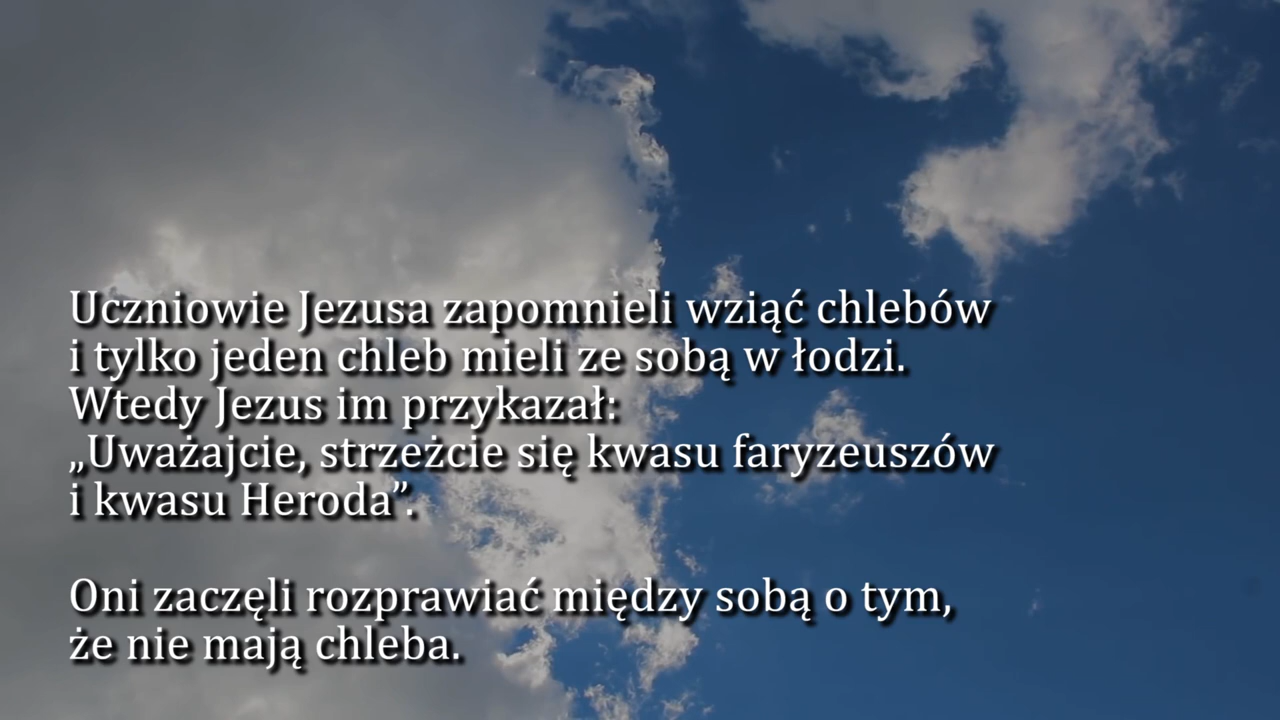 Uczniowie Jezusa zapomnieli wziąć chlebów
i tylko jeden chleb mieli ze sobą w łodzi.
Wtedy Jezus im przykazał:
„Uważajcie, strzeżcie się kwasu faryzeuszów
i kwasu Heroda”.
Oni zaczęli rozprawiać między sobą o tym,
że nie mają chleba.